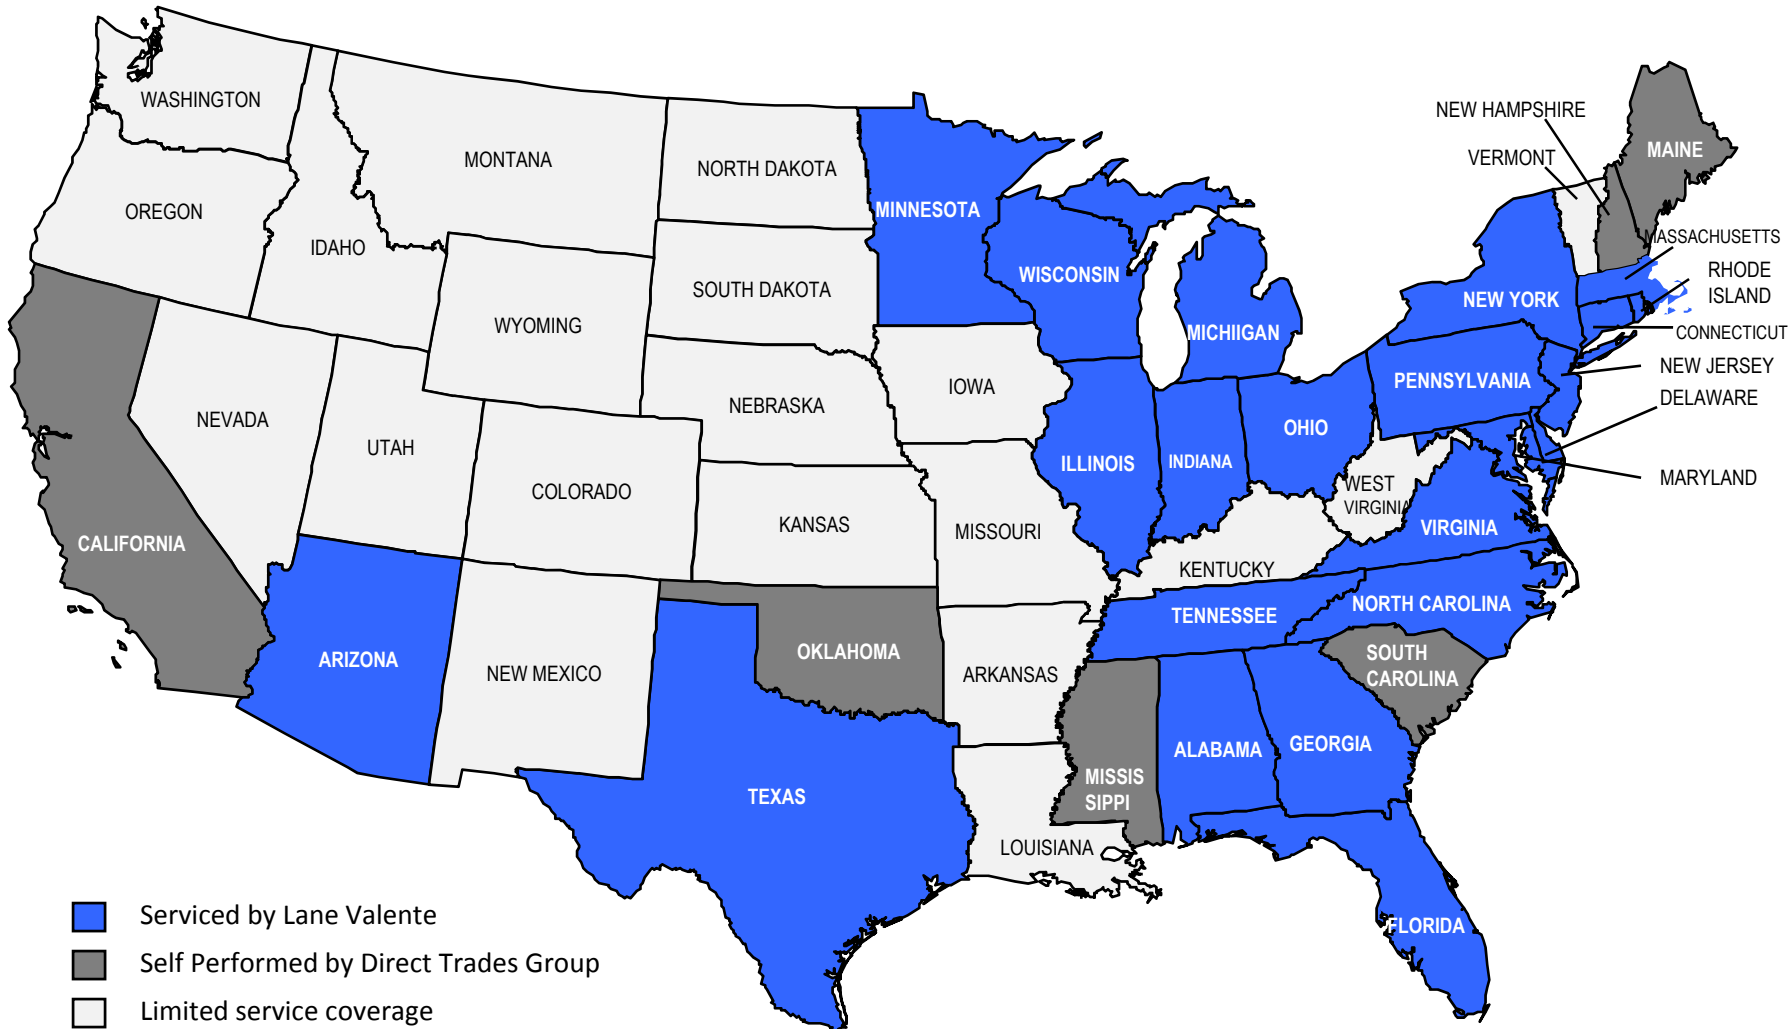 WASHINGTON
MONTANA
NORTH DAKOTA
MINNESOTA
OREGON
IDAHO
WYOMING
SOUTH DAKOTA
WISCONSIN
MICHIIGAN
NEW HAMPSHIRE
VERMONT
MAINE
MASSACHUSETTS
RHODE
ISLAND
NEW YORK
CONNECTICUT
NEW JERSEY
PENNSYLVANIA
DELAWARE
MARYLAND
NEVADA
UTAH
COLORADO
NEBRASKA
IOWA
KANSAS
MISSOURI
ILLINOIS
INDIANA
OHIO
WEST
VIRGINIA
VIRGINIA
KENTUCKY
CALIFORNIA
ARIZONA
NEW MEXICO
OKLAHOMA
ARKANSAS
TENNESSEE
NORTH CAROLINA
SOUTH
CAROLINA
TEXAS
LOUISIANA
MISSIS
SIPPI
ALABAMA
GEORGIA
FLORIDA
Serviced by Lane Valente
Self Performed by Direct Trades Group
Limited service coverage